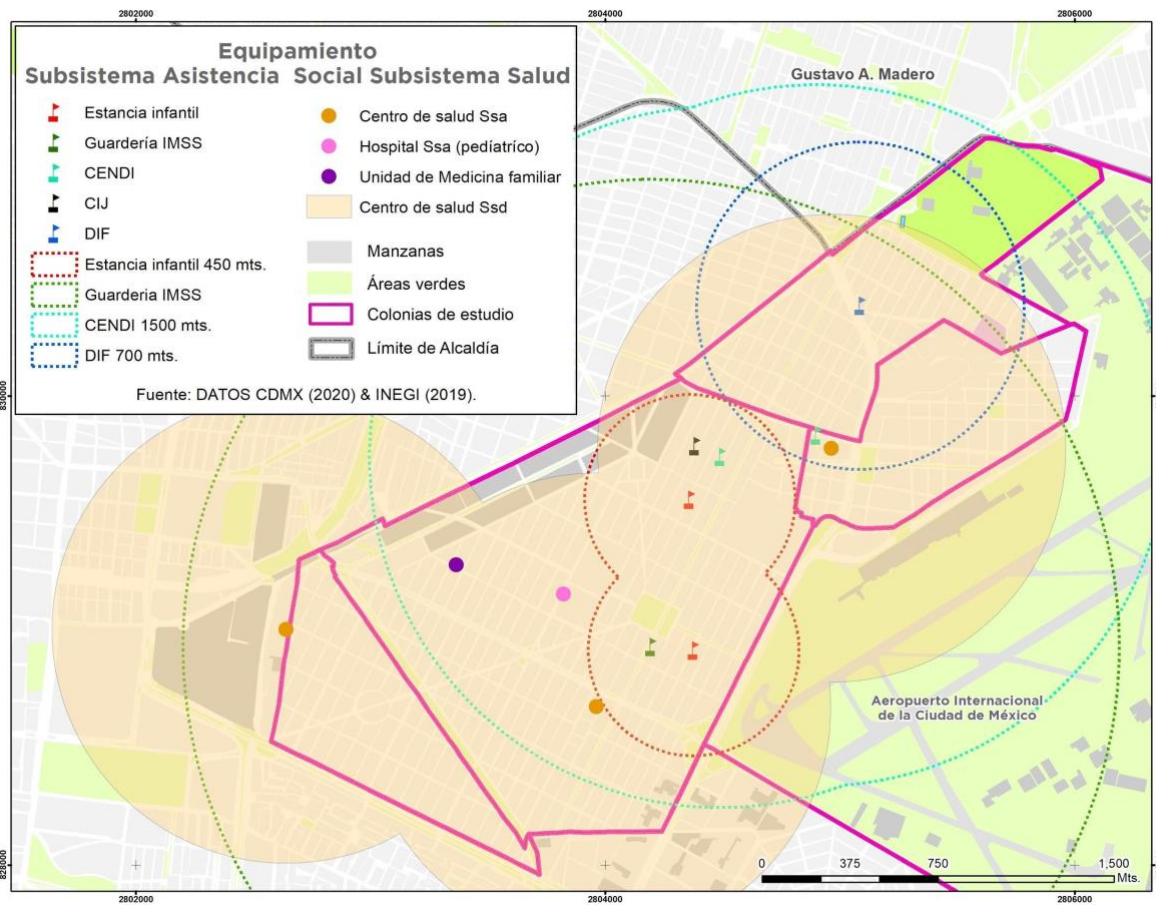 2802000
2804000
2806000
Equipamiento
Subsistema Asistencia Social Subsistema Salud
Estancia infantil
Guardería IMSS
CENDI
CIJ
DIF
Estancia infantil 450 mts.
Guarderia IMSS
CENDI 1500 mts.
DIF 700 mts.
Centro de salud Ssa
Hospital Ssa (pediatrico)
Unidad de Medicina familiar
Centro de salud Ssd
Manzanas
Áreas verdes
Colonias de estudio
Límite de Alcaldía
Fuente: DATOS CDMX (2020) & INEGI (2019).
Gustavo A. Madero
830000
Aeropuerto Internacional
de la Ciudad de México
828000
0 375 750 1,500
Mts.
2802000
2804000
2806000